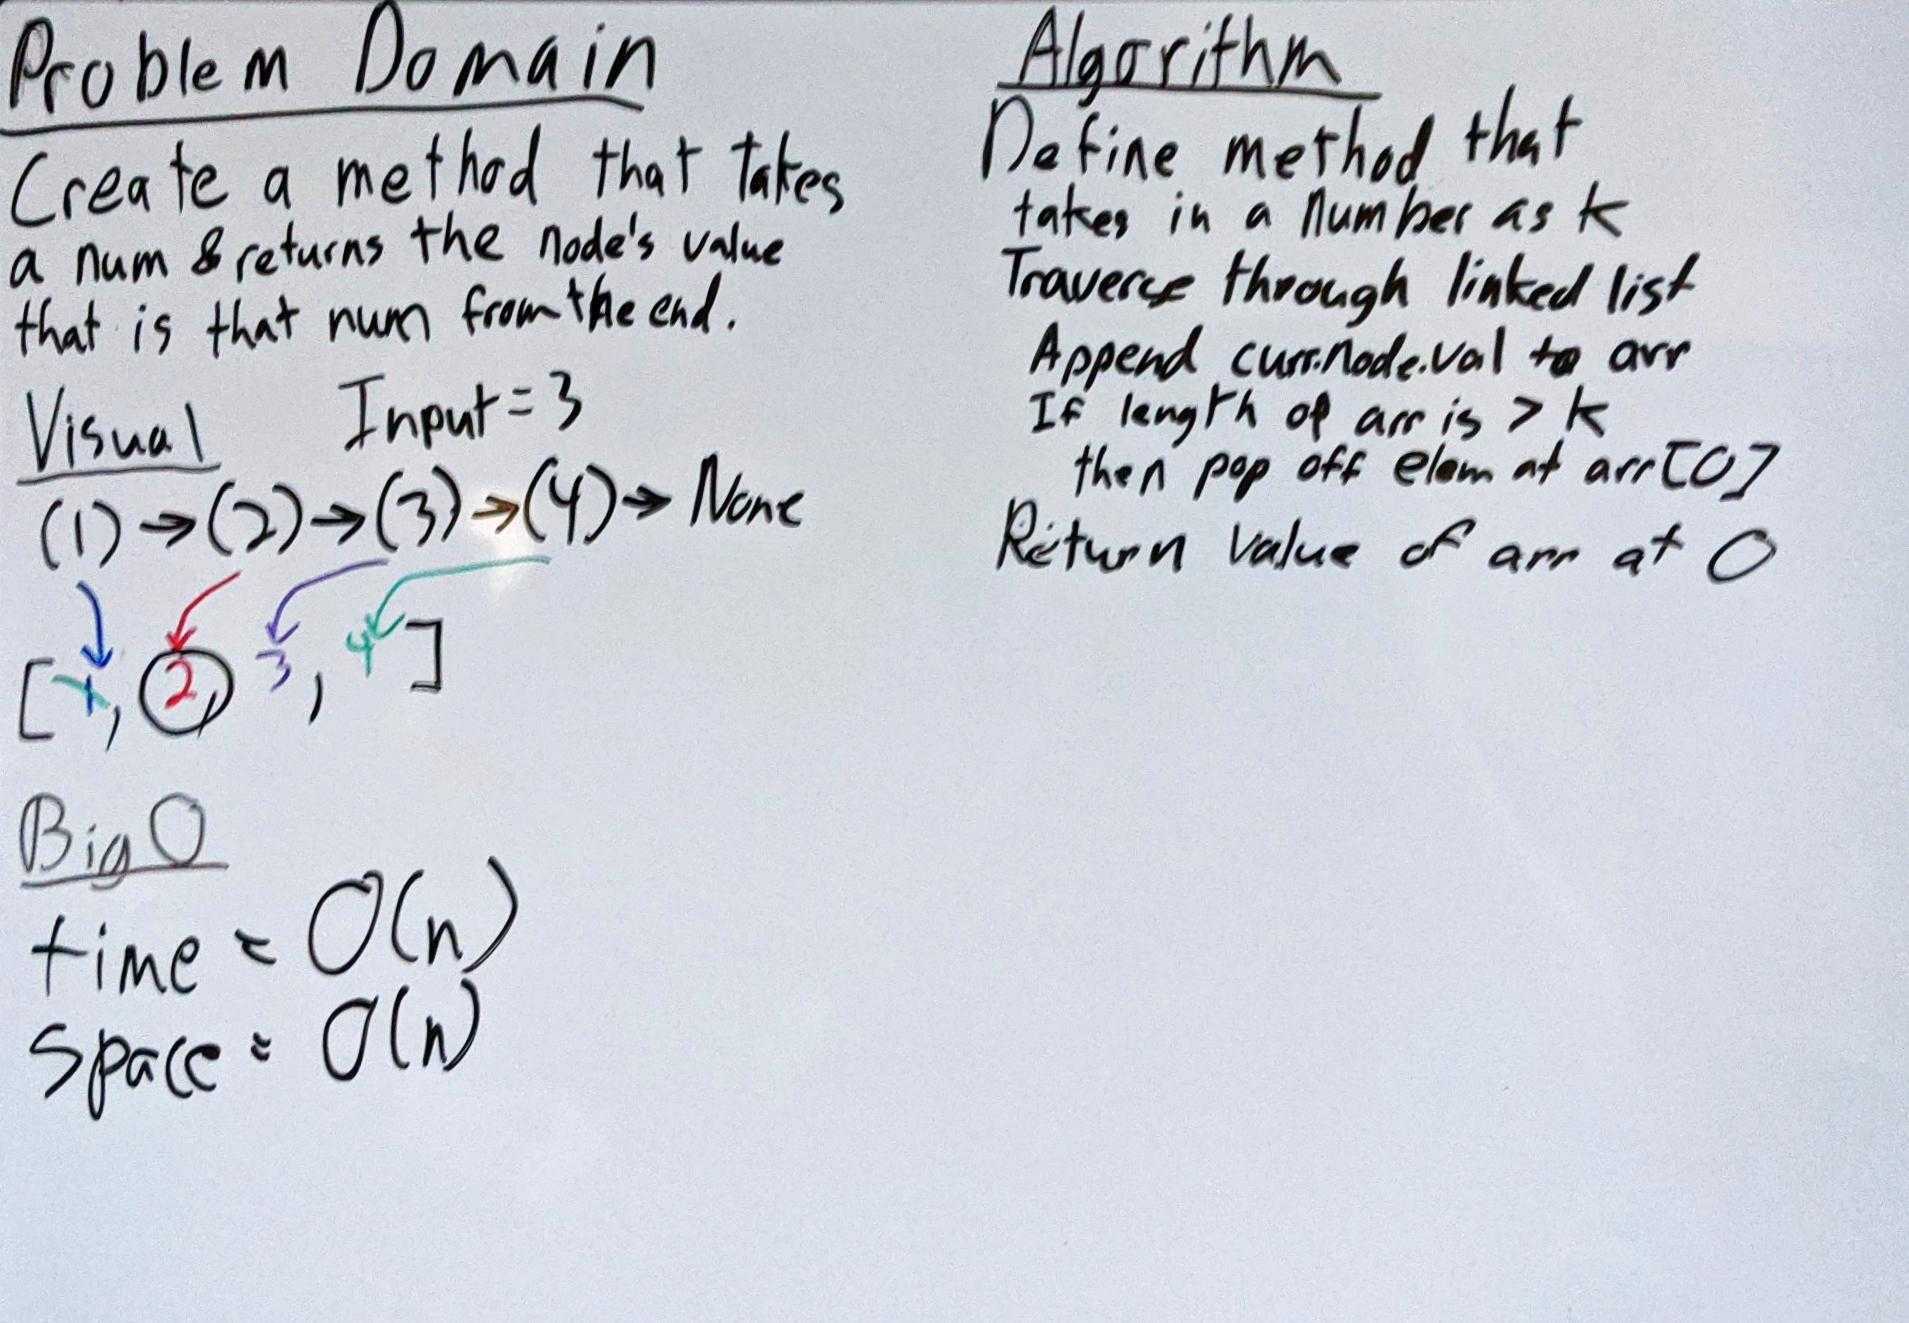 Problem Domain
Create a method that takes
a num & returns the node's value
that is that num from the end.
Visual Input = 3
(1) → (2) → (3) → (4) → None
[1, 2, 3, 4]
Big O
time = O(n)
space = O(n)
Algorithm
Define method that
takes in a number as k
Traverse through linked list
Append curr.node.val to arr
If length of arr is > k
then pop off elem at arr[0]
Return value of arr at 0